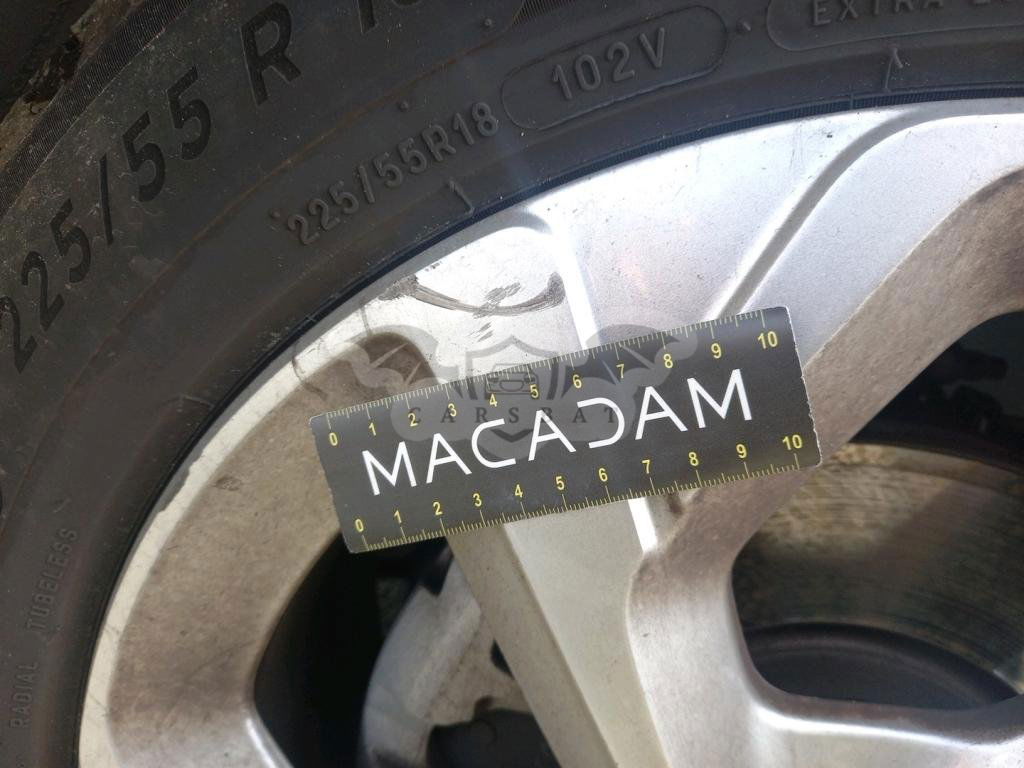 225/55 R
225/55R18
102V
EXTRA
0 1 2 3 4 5 6 7 8 9 10
MACADAM
CARSBAT
0 1 2 3 4 5 6 7 8 9 10
RADIAL TUBELESS